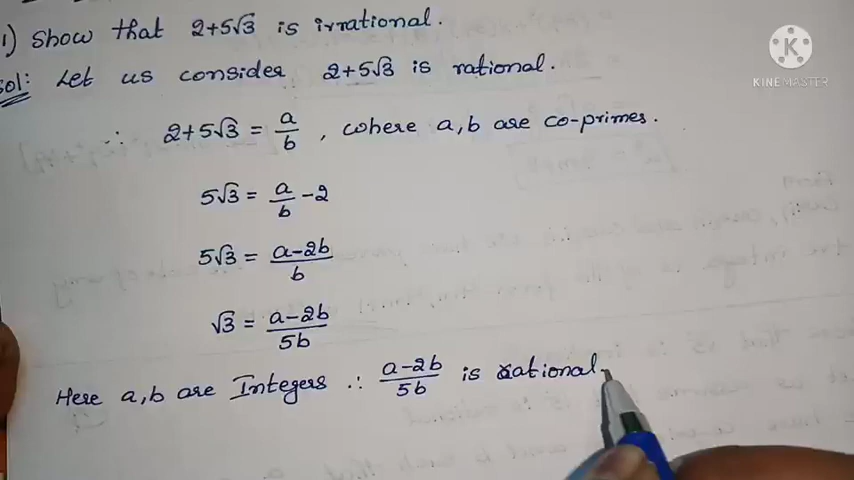 1) Show that 2+5√3 is irrational.
Sol: Let us consider 2+5√3 is rational.
∴ 2+5√3 = a/b , where a,b are co-primes.
5√3 = a/b - 2
5√3 = a-2b/b
√3 = a-2b/5b
Here a,b are Integers ∴ a-2b/5b is rational.
KINEMASTER